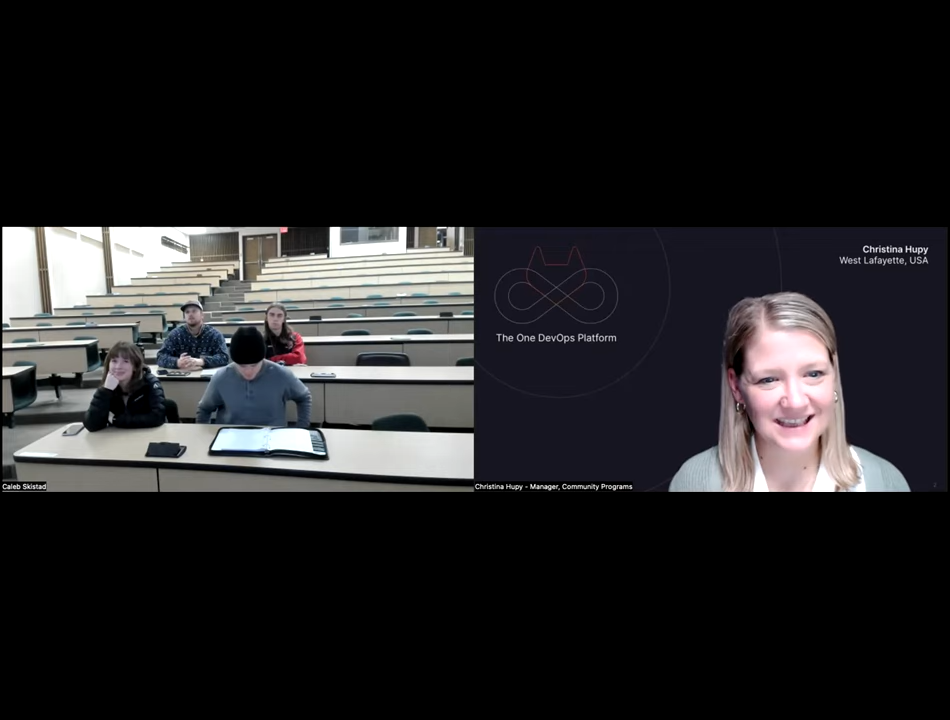 Christina Hupy
West Lafayette, USA
The One DevOps Platform
Caleb Skistad
Christina Hupy - Manager, Community Programs